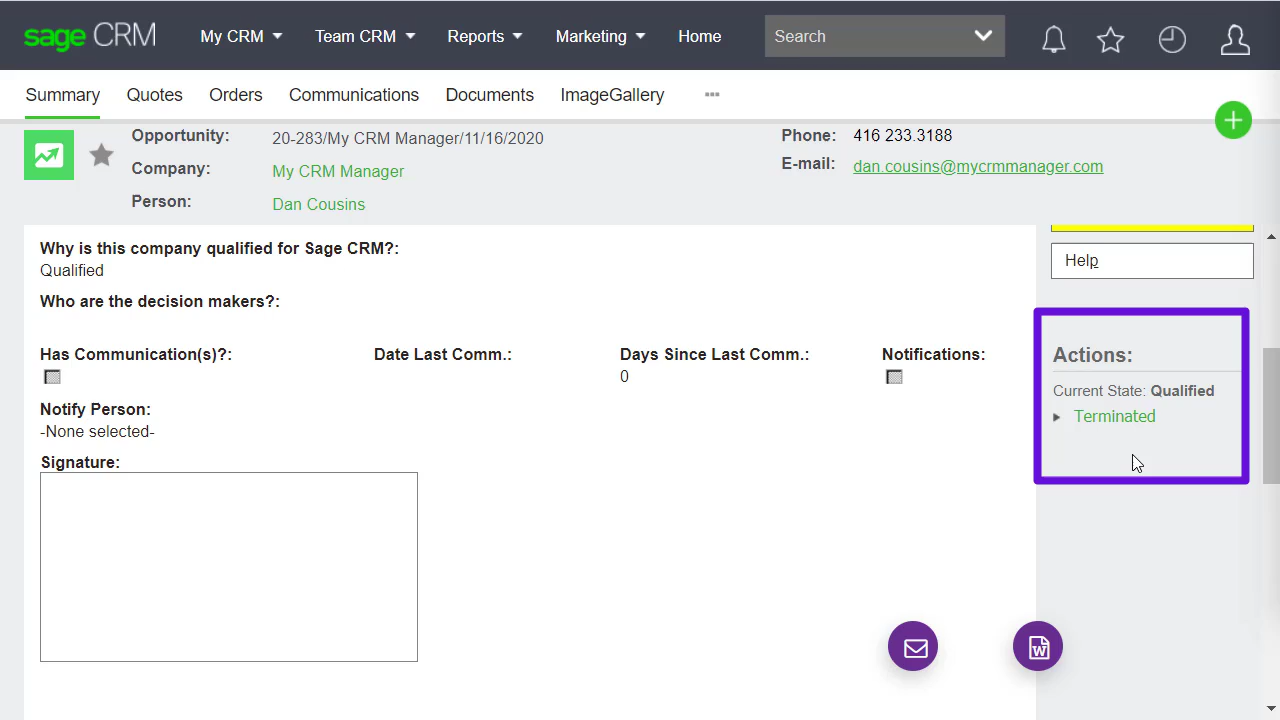 sage CRM My CRM Team CRM Reports Marketing Home Search
Summary Quotes Orders Communications Documents ImageGallery
Opportunity: 20-283/My CRM Manager/11/16/2020 Phone: 416 233.3188
Company: My CRM Manager E-mail: dan.cousins@mycrmmanager.com
Person: Dan Cousins
Why is this company qualified for Sage CRM?:
Qualified
Help
Who are the decision makers?:
Has Communication(s)?: Date Last Comm.: Days Since Last Comm.: Notifications:
0
Notify Person:
-None selected-
Signature:
Actions:
Current State: Qualified
Terminated
W